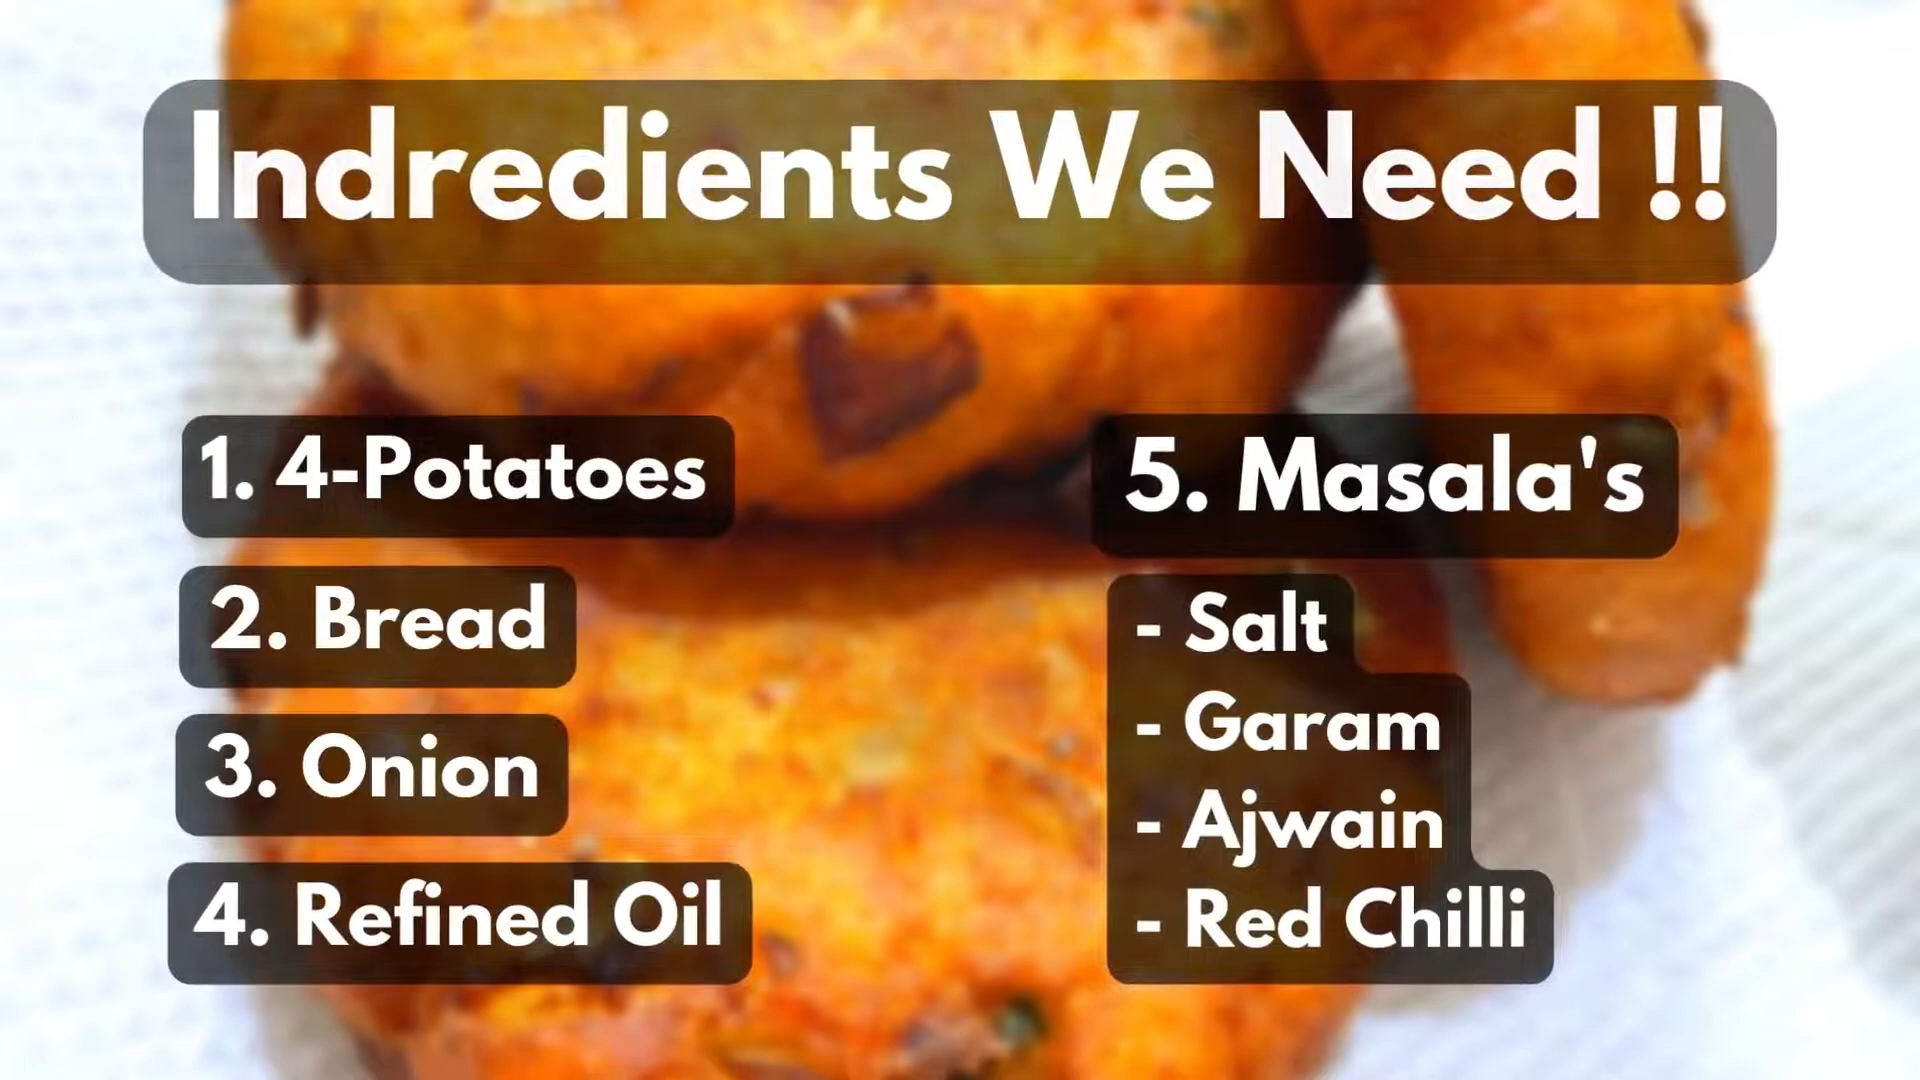 Indredients We Need !!
1. 4-Potatoes
2. Bread
3. Onion
4. Refined Oil
5. Masala's
- Salt
- Garam
- Ajwain
- Red Chilli